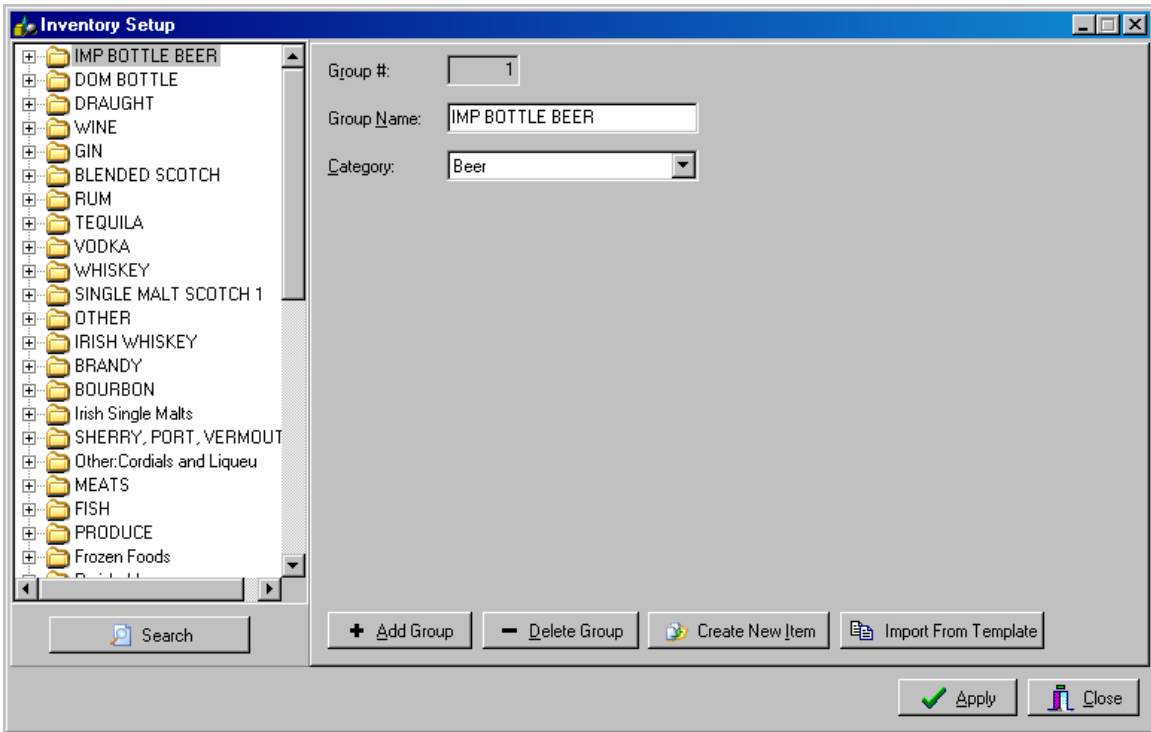 Inventory Setup
IMP BOTTLE BEER
DOM BOTTLE
DRAUGHT
WINE
GIN
BLENDED SCOTCH
RUM
TEQUILA
VODKA
WHISKEY
SINGLE MALT SCOTCH 1
OTHER
IRISH WHISKEY
BRANDY
BOURBON
Irish Single Malts
SHERRY, PORT, VERMOUT
Other:Cordials and Liqueu
MEATS
FISH
PRODUCE
Frozen Foods
Search
Group #: 1
Group Name: IMP BOTTLE BEER
Category: Beer
Add Group Delete Group Create New Item Import From Template
Apply Close